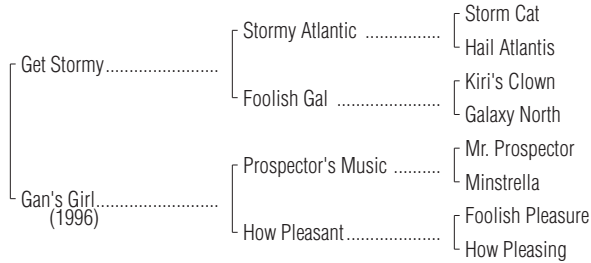 Storm Cat
Stormy Atlantic ..................
Hail Atlantis
Get Stormy.......................
Kiri's Clown
Foolish Gal .........................
Galaxy North
Mr. Prospector
Prospector's Music ...........
Minstrella
Gan's Girl.........................
(1996)
Foolish Pleasure
How Pleasant......................
How Pleasing